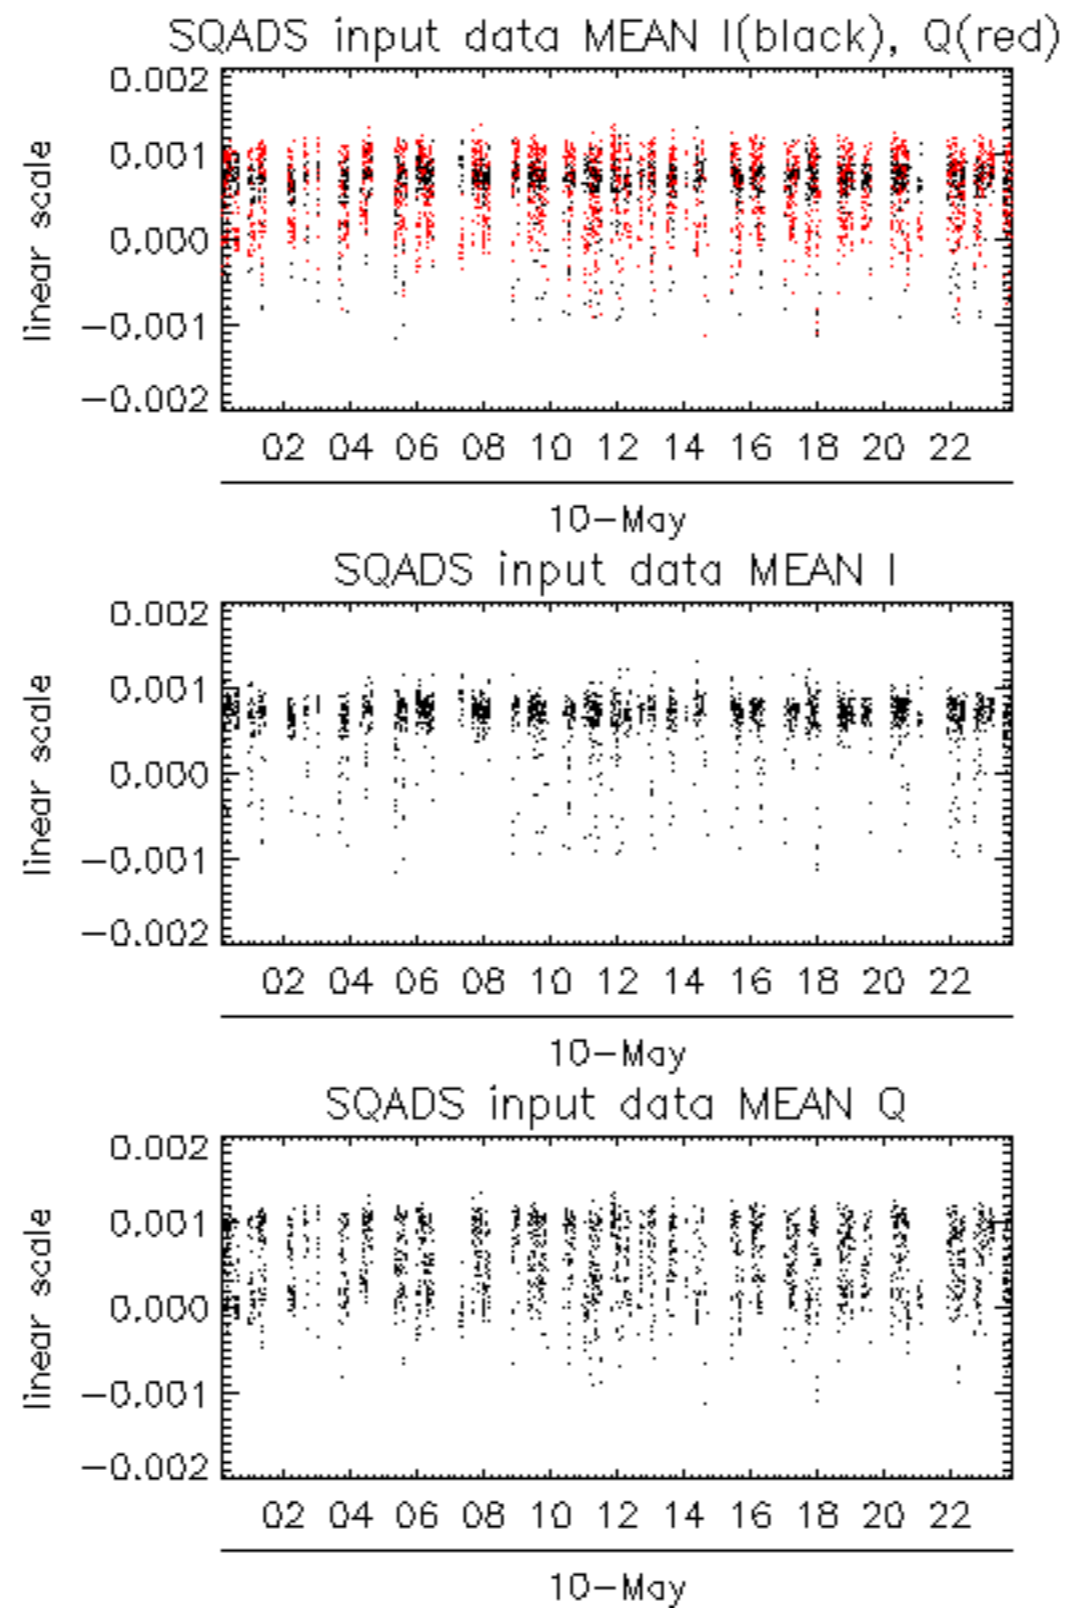 SQADS input data MEAN I(black), Q(red)
0.002
0.001
0.000
−0.001
−0.002
linear scale
02 04 06 08 10 12 14 16 18 20 22
10−May
SQADS input data MEAN I
0.002
0.001
0.000
−0.001
−0.002
linear scale
02 04 06 08 10 12 14 16 18 20 22
10−May
SQADS input data MEAN Q
0.002
0.001
0.000
−0.001
−0.002
linear scale
02 04 06 08 10 12 14 16 18 20 22
10−May